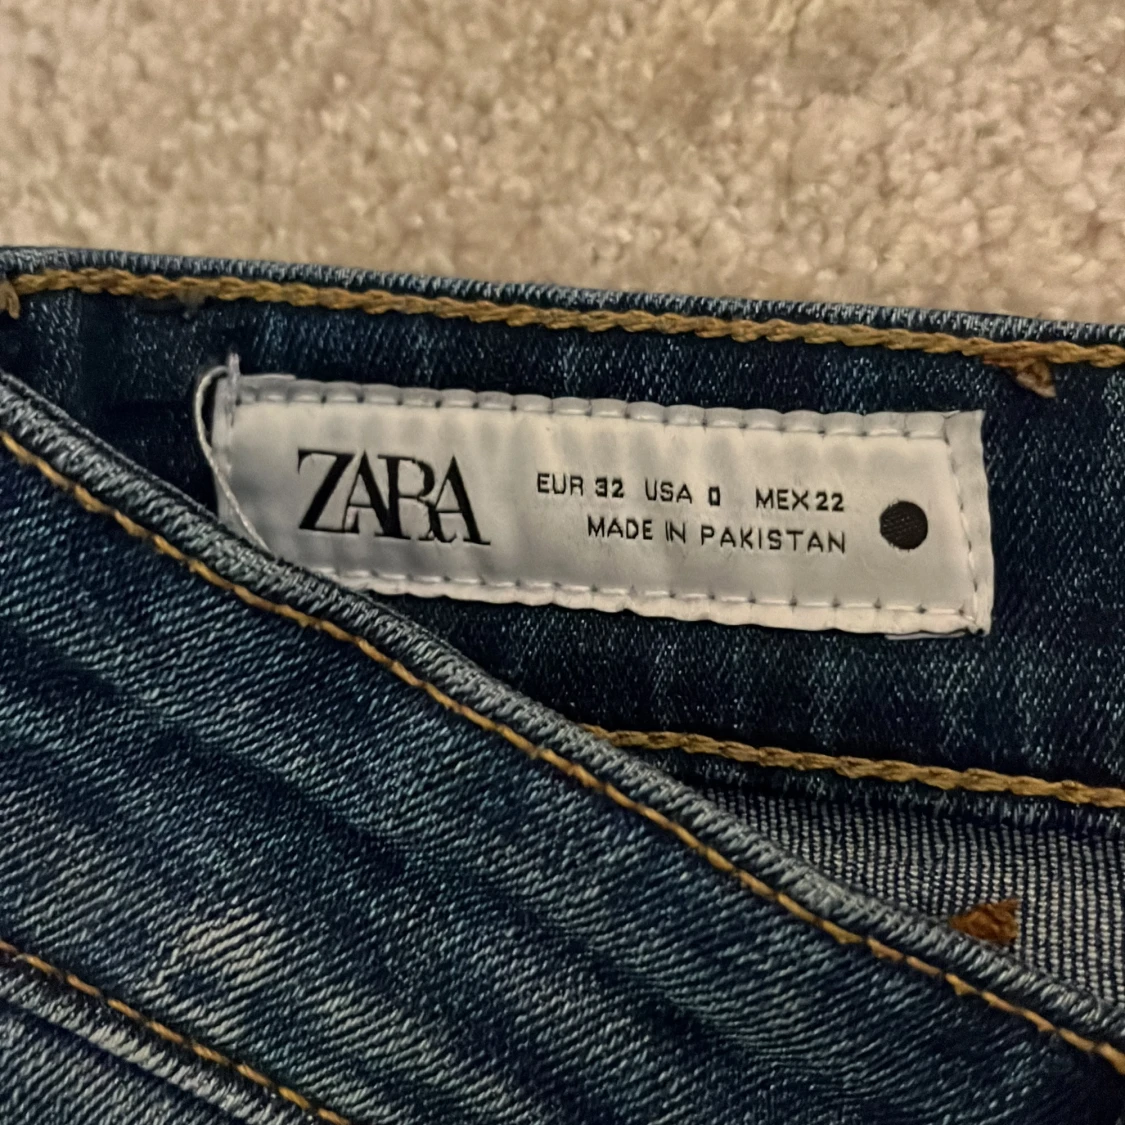 ZARA
EUR 32 USA 0 MEX 22
MADE IN PAKISTAN